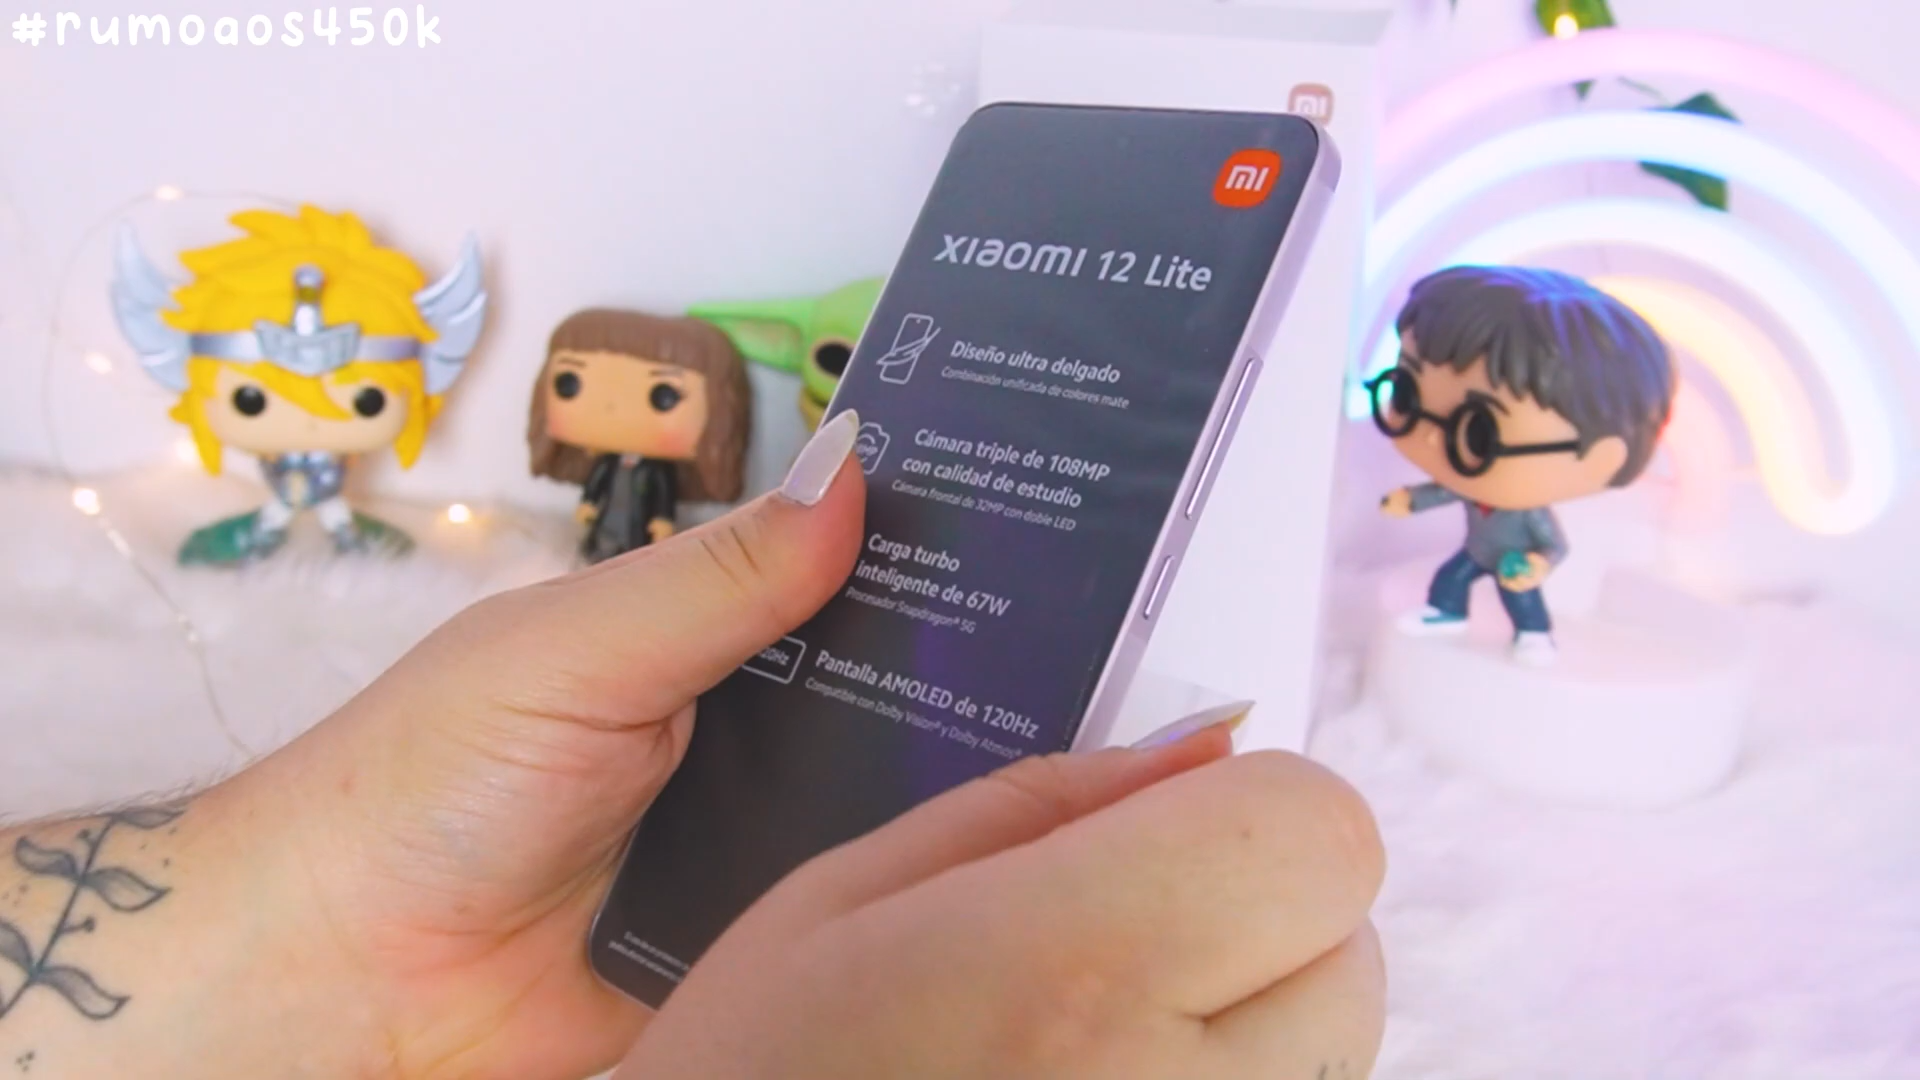 #rumoaos450k
mi
mi
xiaomi 12 Lite
Diseño ultra delgado
Combinación unificada de colores mate
Cámara triple de 108MP
con calidad de estudio
Cámara frontal de 32MP con doble LED
Carga turbo
inteligente de 67W
Procesador Snapdragon® 5G
120Hz
Pantalla AMOLED de 120Hz
Compatible con Dolby Vision® y Dolby Atmos®